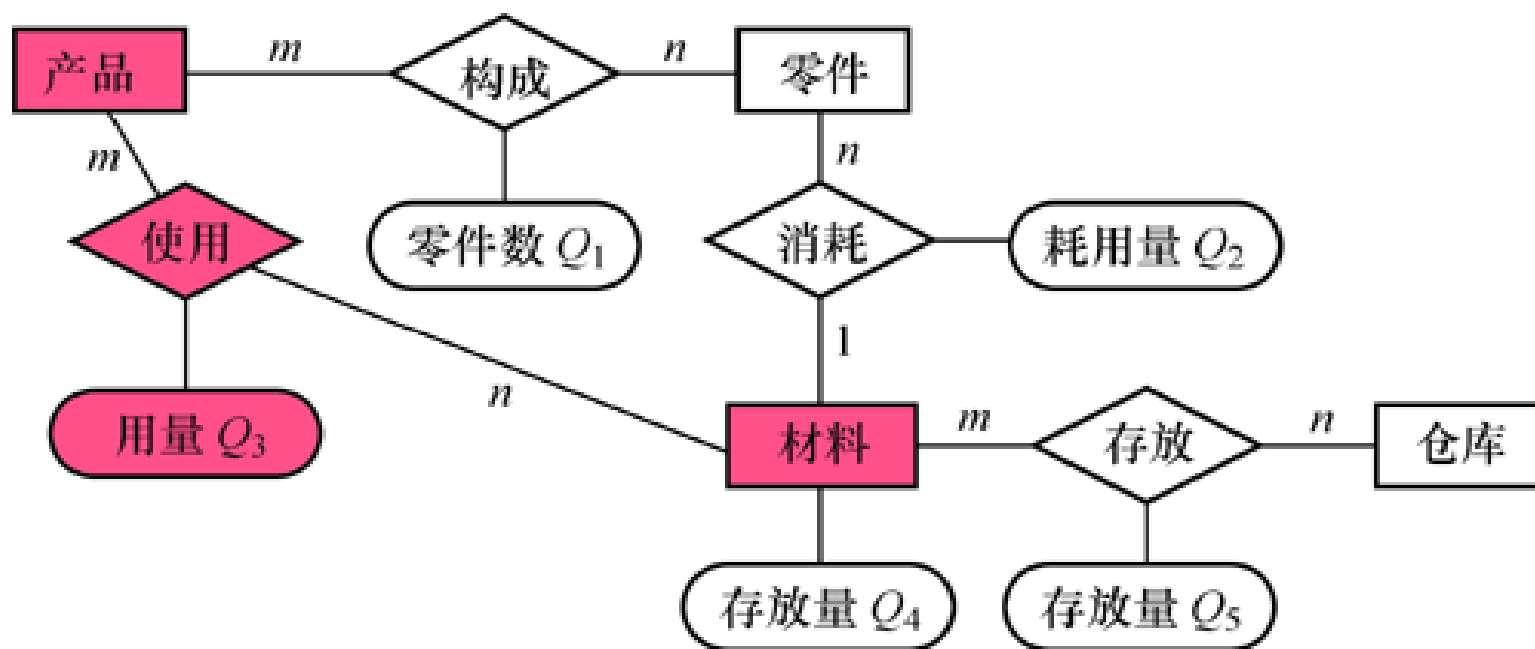 产品
m
构成
n
零件
m
n
使用
零件数 Q₁
消耗
耗用量 Q₂
1
n
用量 Q₃
材料
m
存放
n
仓库
存放量 Q₄
存放量 Q₅